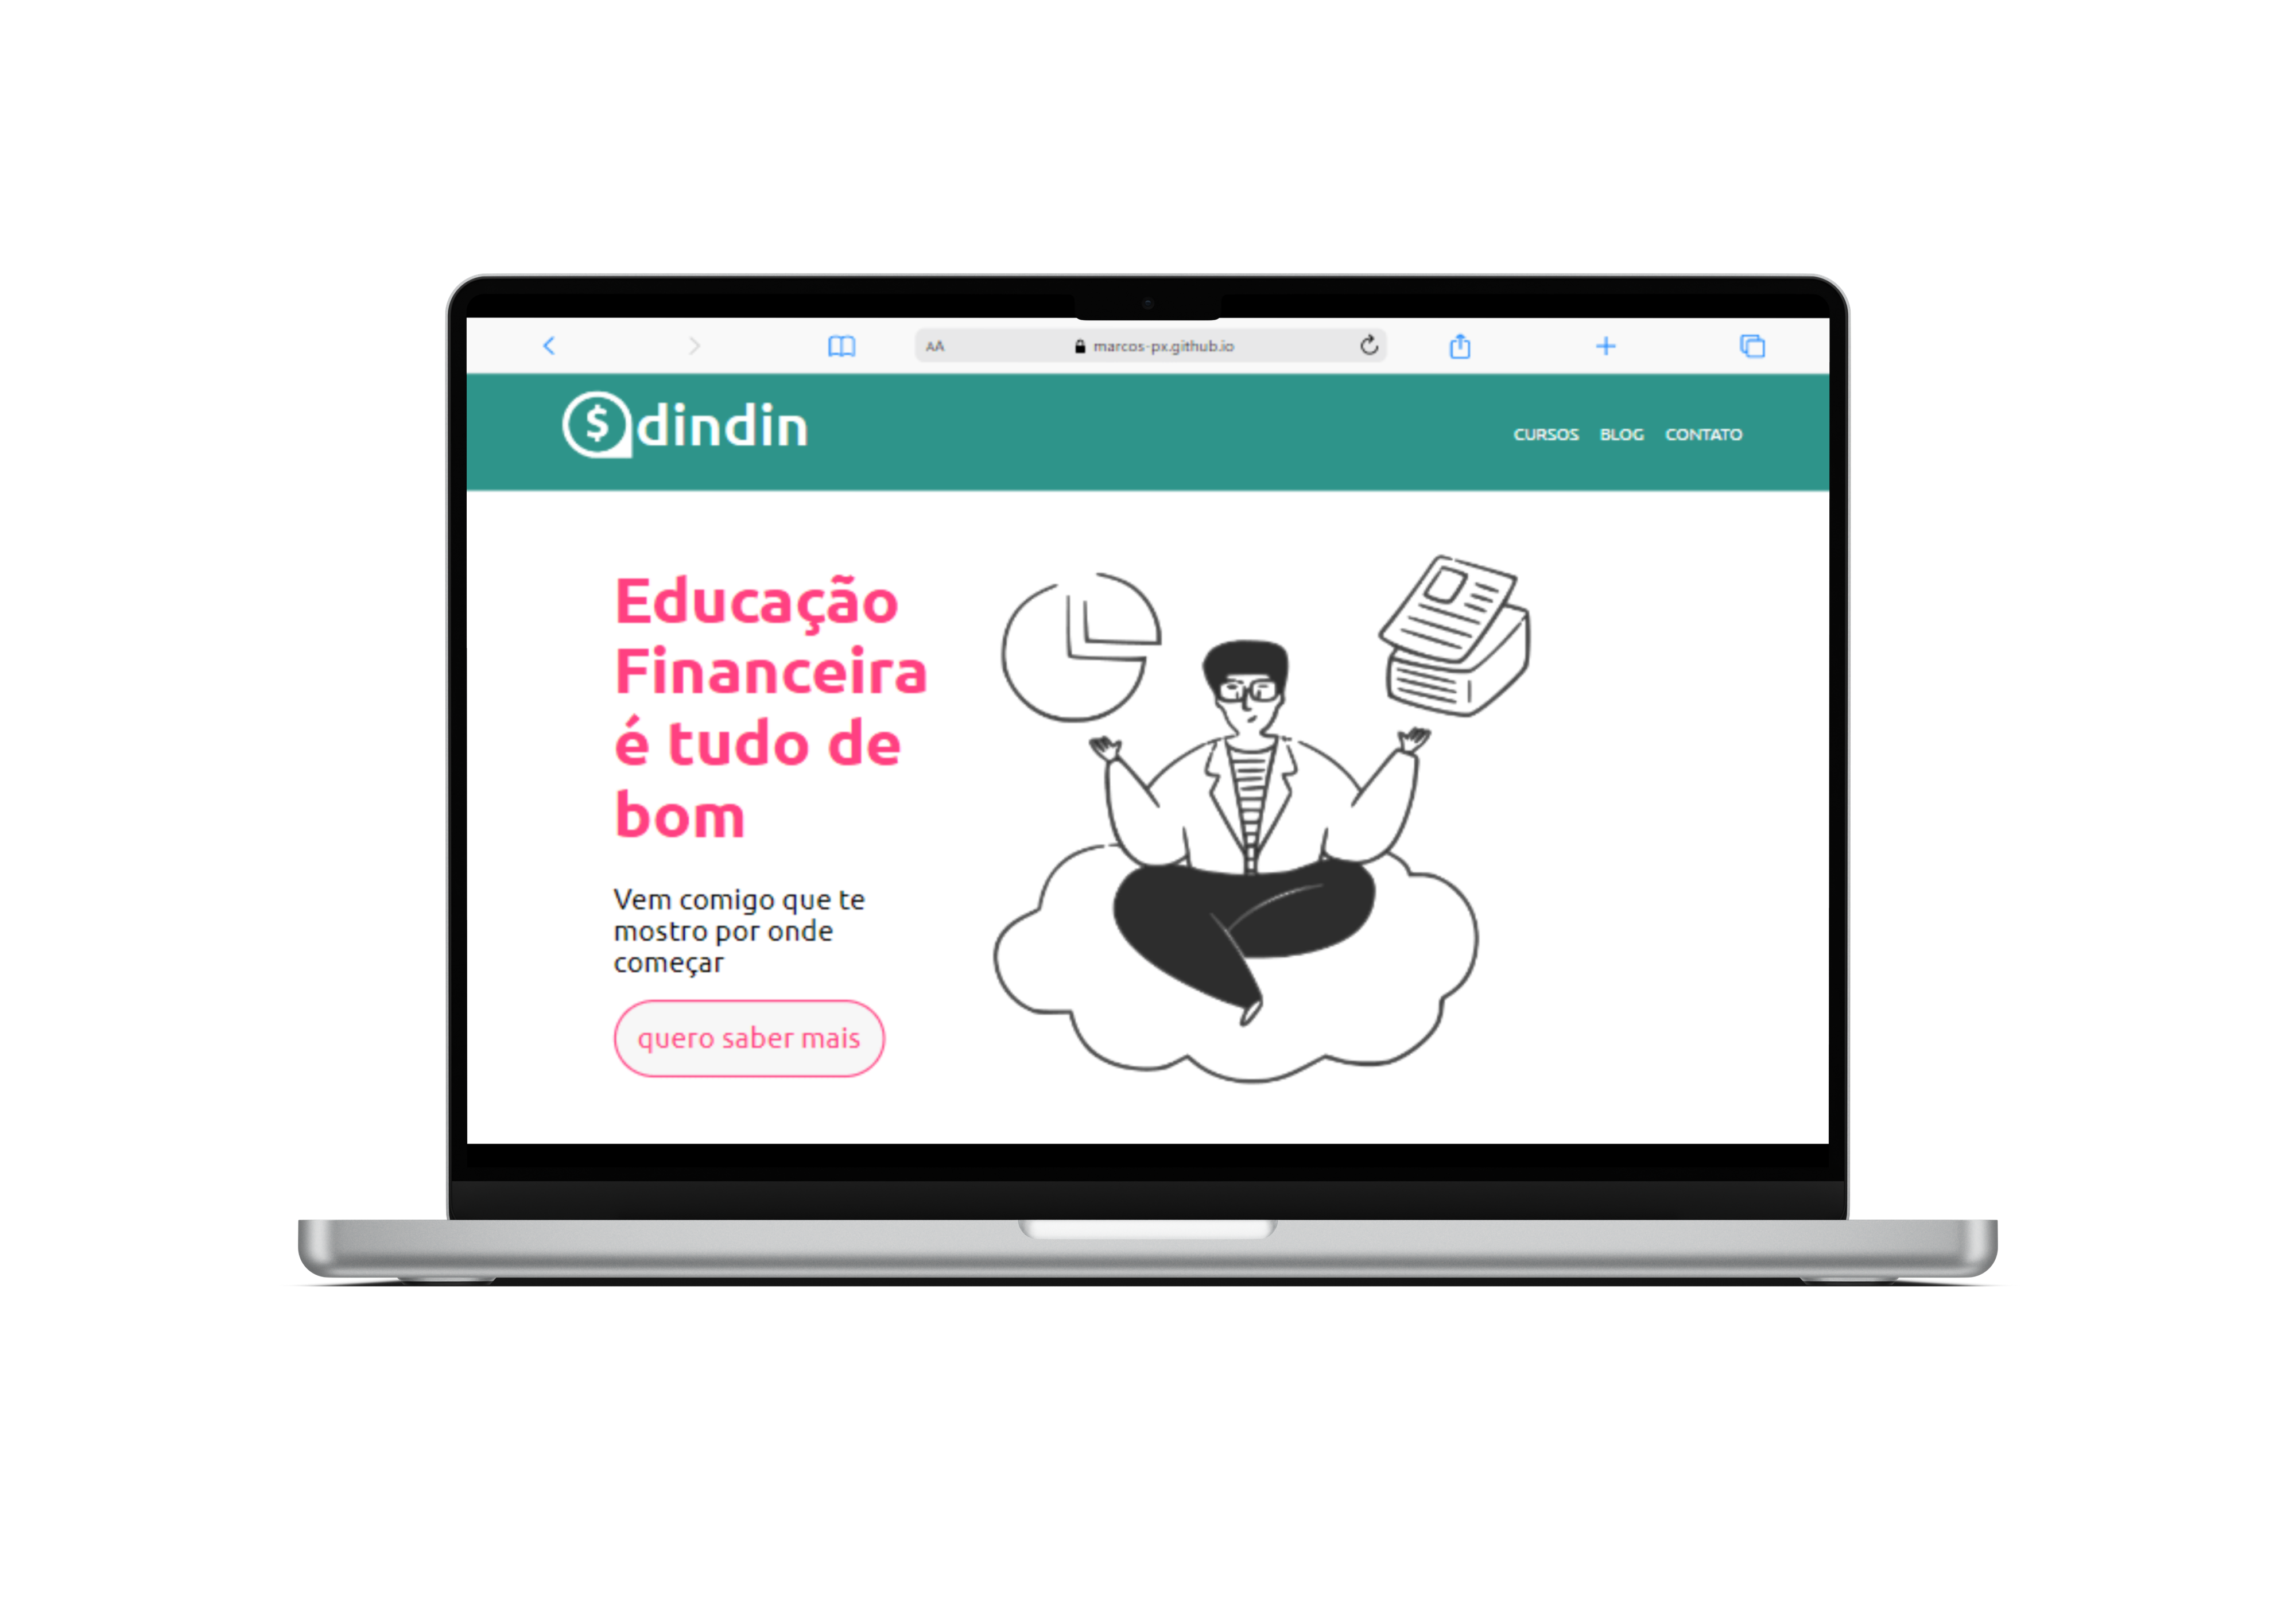 AA marcos-px.github.io
$ dindin
CURSOS BLOG CONTATO
Educação
Financeira
é tudo de
bom
Vem comigo que te
mostro por onde
começar
quero saber mais